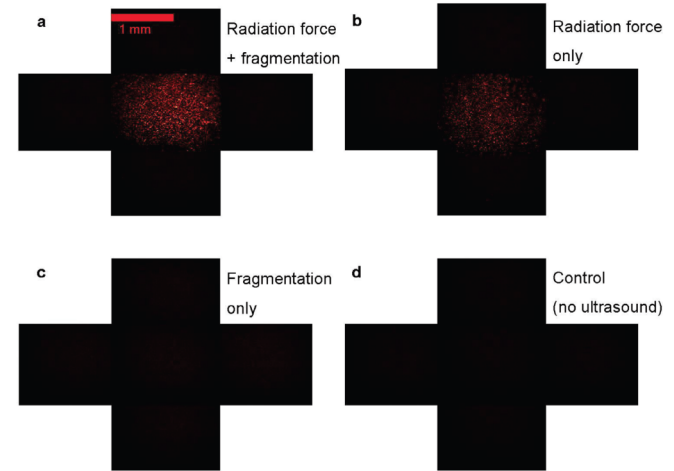 a
1 mm
Radiation force
+ fragmentation
b
Radiation force
only
c
Fragmentation
only
d
Control
(no ultrasound)